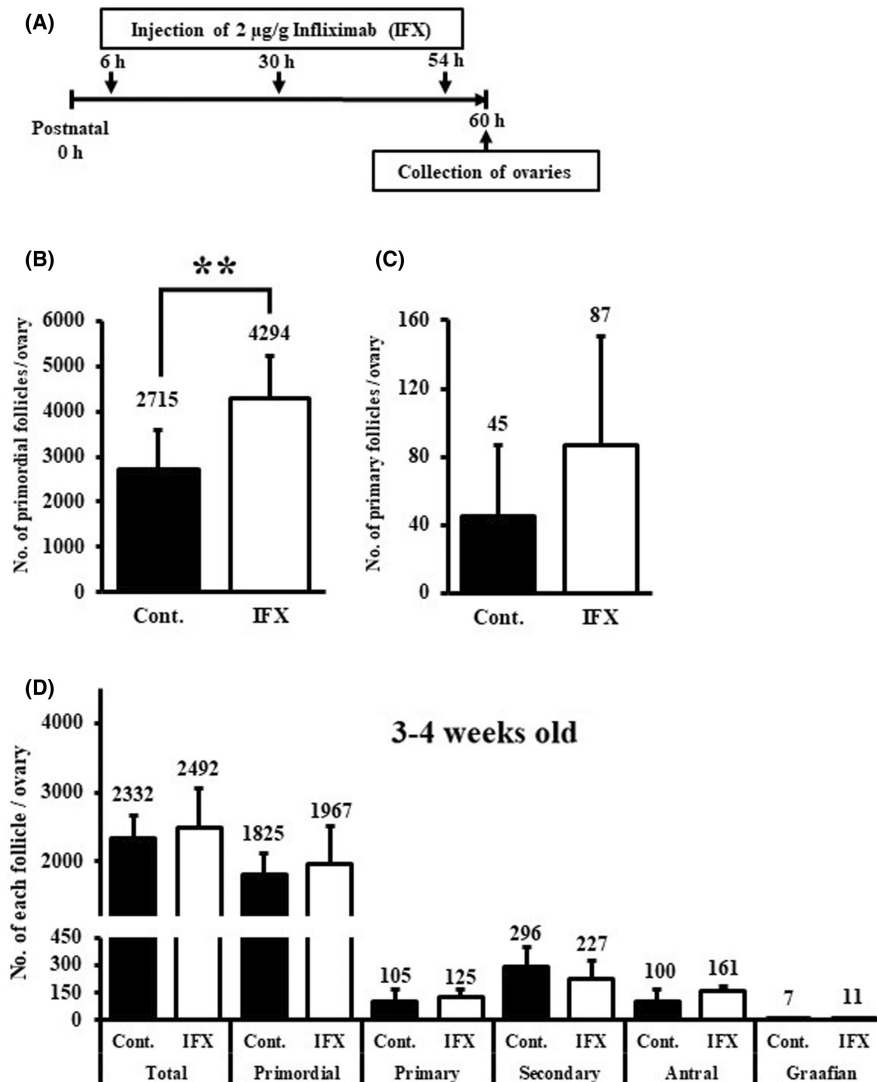 (A)
Injection of 2 µg/g Infliximab (IFX)
6 h 30 h 54 h
Postnatal
0 h
60 h
Collection of ovaries
(B)
**
No. of primordial follicles/ovary
6000
5000
4000
3000
2000
1000
0
2715
4294
Cont. IFX
(C)
No. of primary follicles/ovary
160
120
80
40
0
45
87
Cont. IFX
(D)
3-4 weeks old
No. of each follicle / ovary
4000
3000
2000
450
300
150
0
2332 2492 1825 1967 105 125 296 227 100 161 7 11
Cont. IFX Cont. IFX Cont. IFX Cont. IFX Cont. IFX Cont. IFX
Total Primordial Primary Secondary Antral Graafian